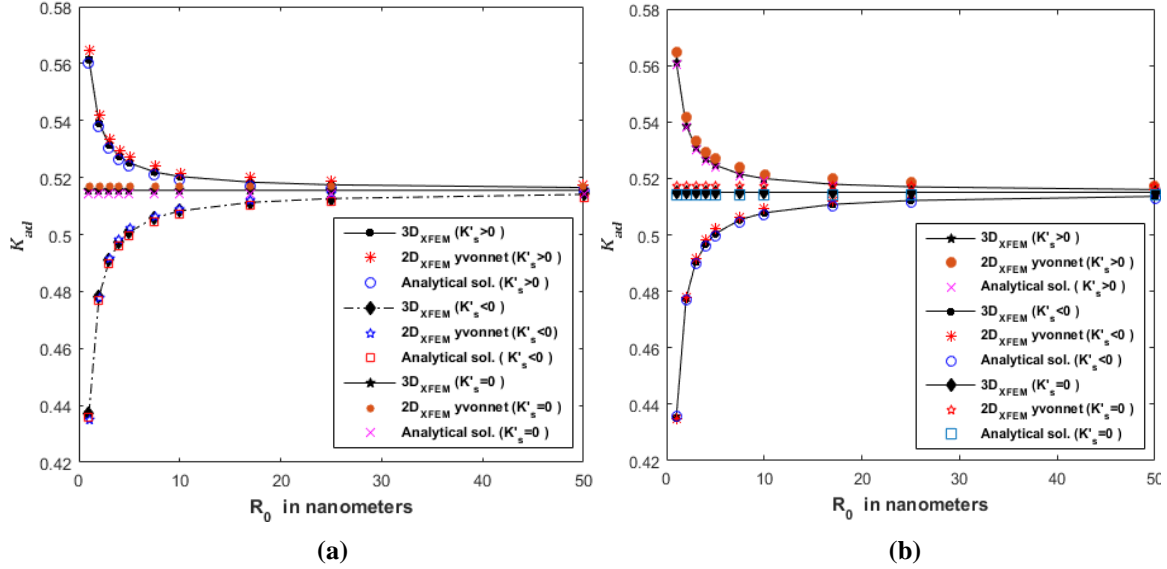 0.58
0.56
0.54
0.52
0.5
0.48
0.46
0.44
0.42
K_ad
0
10
20
30
40
50
R_0 in nanometers
3D_XFEM (K'_s>0 )
2D_XFEM yvonnet (K'_s>0 )
Analytical sol. (K'_s>0 )
3D_XFEM (K'_s<0 )
2D_XFEM yvonnet (K'_s<0)
Analytical sol. ( K'_s<0 )
3D_XFEM (K'_s=0 )
2D_XFEM yvonnet (K'_s=0 )
Analytical sol. (K'_s=0 )
(a)
0.58
0.56
0.54
0.52
0.5
0.48
0.46
0.44
0.42
K_ad
0
10
20
30
40
50
R_0 in nanometers
3D_XFEM (K'_s>0 )
2D_XFEM yvonnet (K'_s>0 )
Analytical sol. ( K'_s>0 )
3D_XFEM (K'_s<0 )
2D_XFEM yvonnet (K'_s<0 )
Analytical sol. (K'_s<0 )
3D_XFEM (K'_s=0 )
2D_XFEM yvonnet (K'_s=0 )
Analytical sol. (K'_s=0 )
(b)